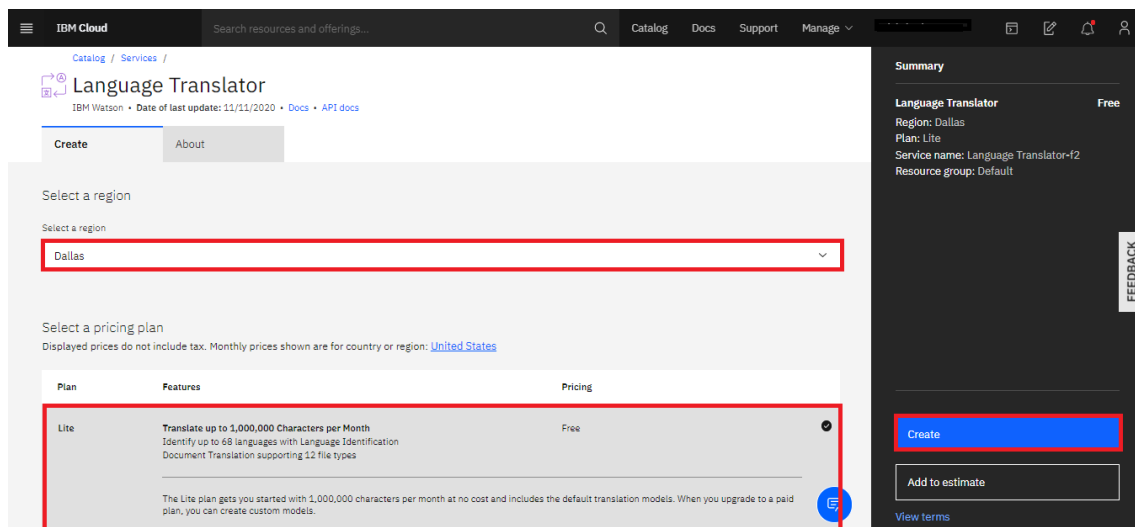 IBM Cloud
Search resources and offerings...
Catalog
Docs
Support
Manage
Catalog / Services /
Language Translator
IBM Watson • Date of last update: 11/11/2020 • Docs • API docs
Create
About
Select a region
Select a region
Dallas
Select a pricing plan
Displayed prices do not include tax. Monthly prices shown are for country or region: United States
Plan
Features
Pricing
Lite
Translate up to 1,000,000 Characters per Month
Identify up to 68 languages with Language Identification
Document Translation supporting 12 file types
Free
The Lite plan gets you started with 1,000,000 characters per month at no cost and includes the default translation models. When you upgrade to a paid
plan, you can create custom models.
Summary
Language Translator
Free
Region: Dallas
Plan: Lite
Service name: Language Translator-f2
Resource group: Default
FEEDBACK
Create
Add to estimate
View terms